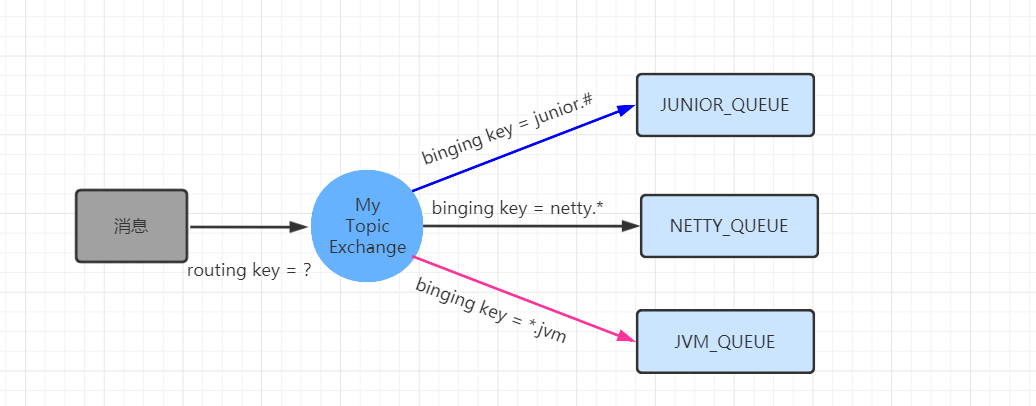 binging key = junior.#
JUNIOR_QUEUE
消息
routing key = ?
My
Topic
Exchange
binging key = netty.*
NETTY_QUEUE
binging key = *.jvm
JVM_QUEUE